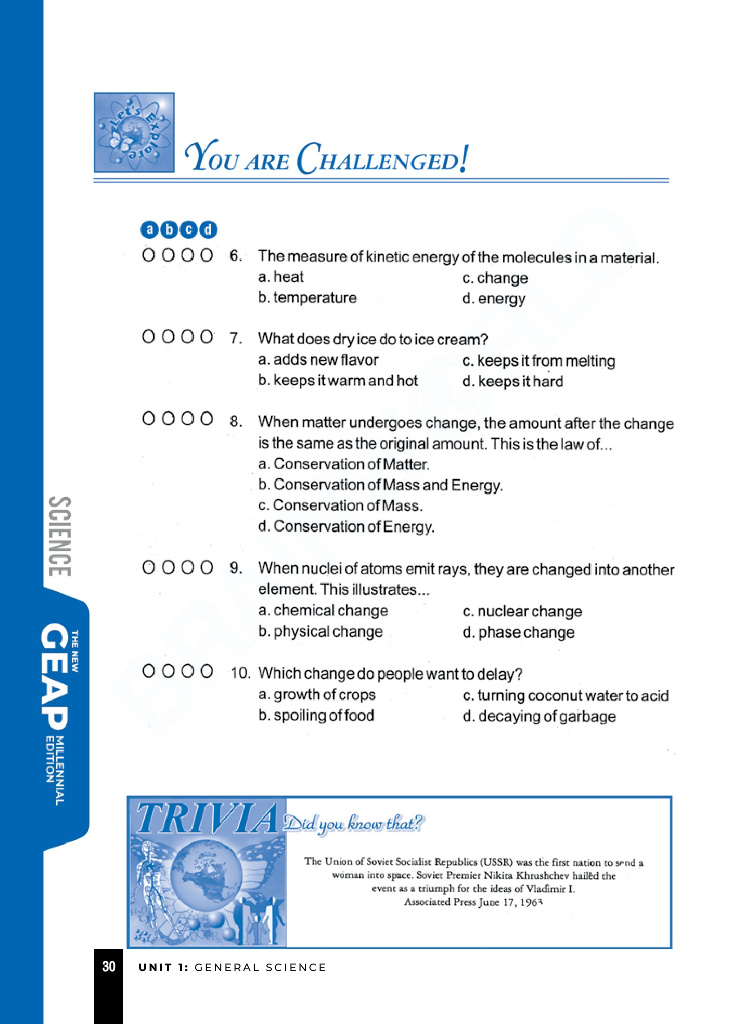 Let's Explore
YOU ARE CHALLENGED!
a b c d
O O O O 6. The measure of kinetic energy of the molecules in a material.
a. heat c. change
b. temperature d. energy
O O O O 7. What does dry ice do to ice cream?
a. adds new flavor c. keeps it from melting
b. keeps it warm and hot d. keeps it hard
O O O O 8. When matter undergoes change, the amount after the change
is the same as the original amount. This is the law of...
a. Conservation of Matter.
b. Conservation of Mass and Energy.
c. Conservation of Mass.
d. Conservation of Energy.
O O O O 9. When nuclei of atoms emit rays, they are changed into another
element. This illustrates...
a. chemical change c. nuclear change
b. physical change d. phase change
O O O O 10. Which change do people want to delay?
a. growth of crops c. turning coconut water to acid
b. spoiling of food d. decaying of garbage
SCIENCE
THE NEW
GEAP
MILLENNIAL
EDITION
TRIVIA Did you know that?
The Union of Soviet Socialist Republics (USSR) was the first nation to send a
woman into space. Soviet Premier Nikita Khrushchev hailed the
event as a triumph for the ideas of Vladimir I.
Associated Press June 17, 1963
30 UNIT 1: GENERAL SCIENCE